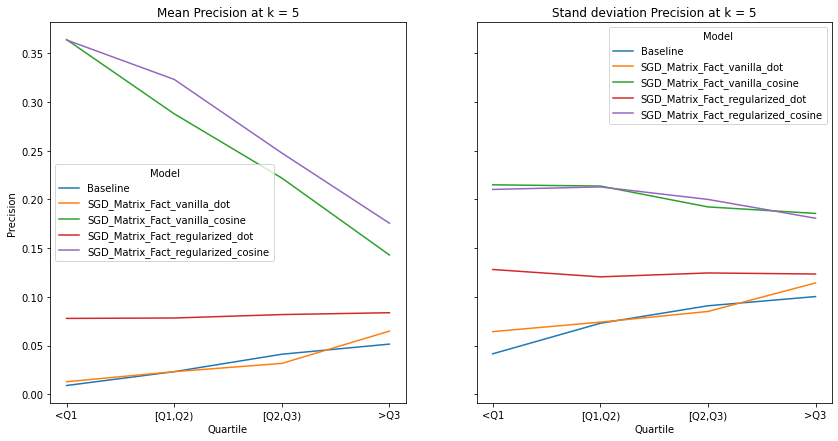 Mean Precision at k = 5
Precision
0.35
0.30
0.25
0.20
0.15
0.10
0.05
0.00
Model
Baseline
SGD_Matrix_Fact_vanilla_dot
SGD_Matrix_Fact_vanilla_cosine
SGD_Matrix_Fact_regularized_dot
SGD_Matrix_Fact_regularized_cosine
<Q1
[Q1,Q2)
[Q2,Q3)
>Q3
Quartile
Stand deviation Precision at k = 5
Model
Baseline
SGD_Matrix_Fact_vanilla_dot
SGD_Matrix_Fact_vanilla_cosine
SGD_Matrix_Fact_regularized_dot
SGD_Matrix_Fact_regularized_cosine
<Q1
[Q1,Q2)
[Q2,Q3)
>Q3
Quartile